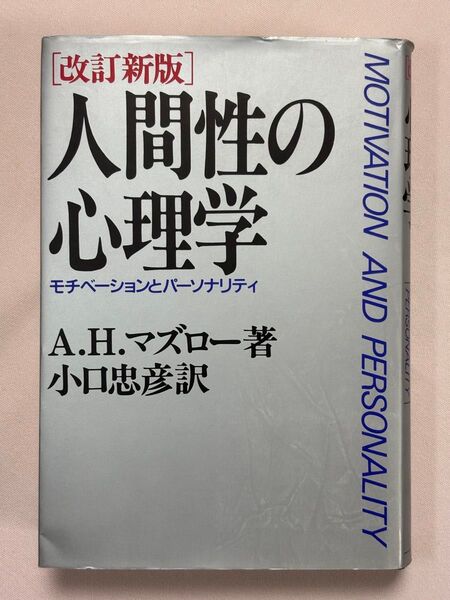 [改訂新版]
人間性の
心理学
モチベーションとパーソナリティ
A.H.マズロー著
小口忠彦訳
MOTIVATION AND PERSONALITY